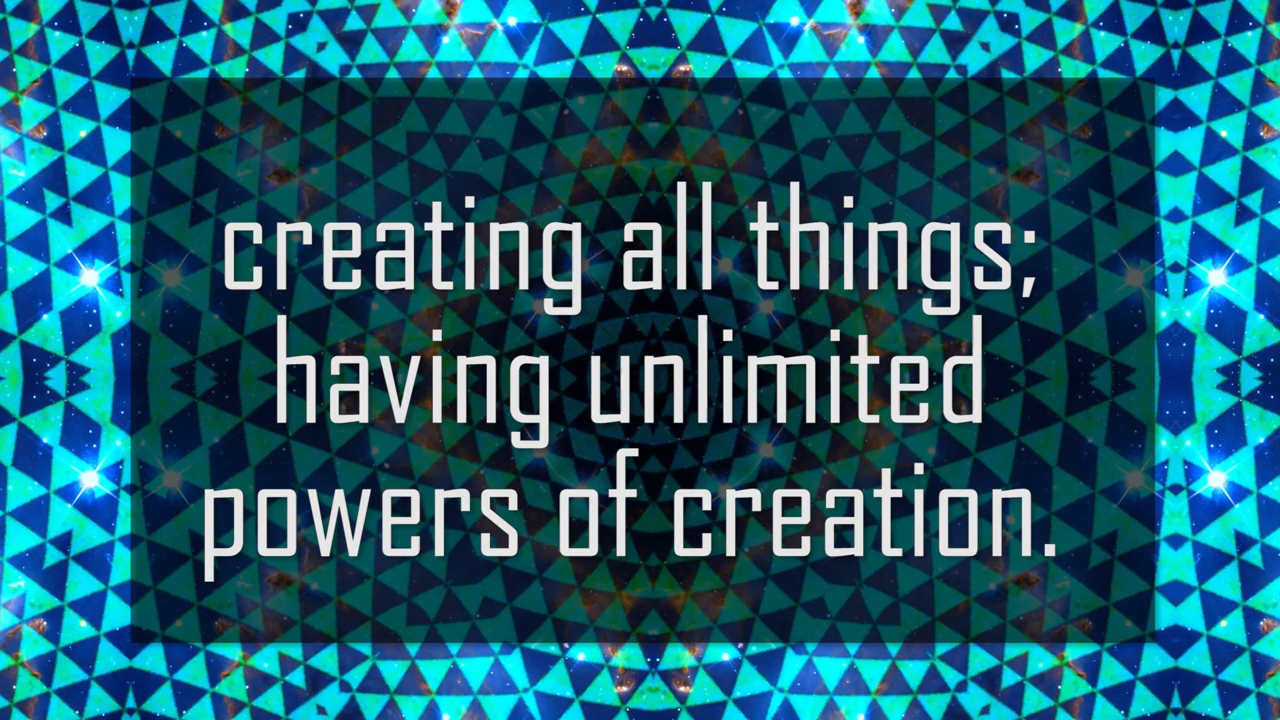 creating all things;
having unlimited
powers of creation.